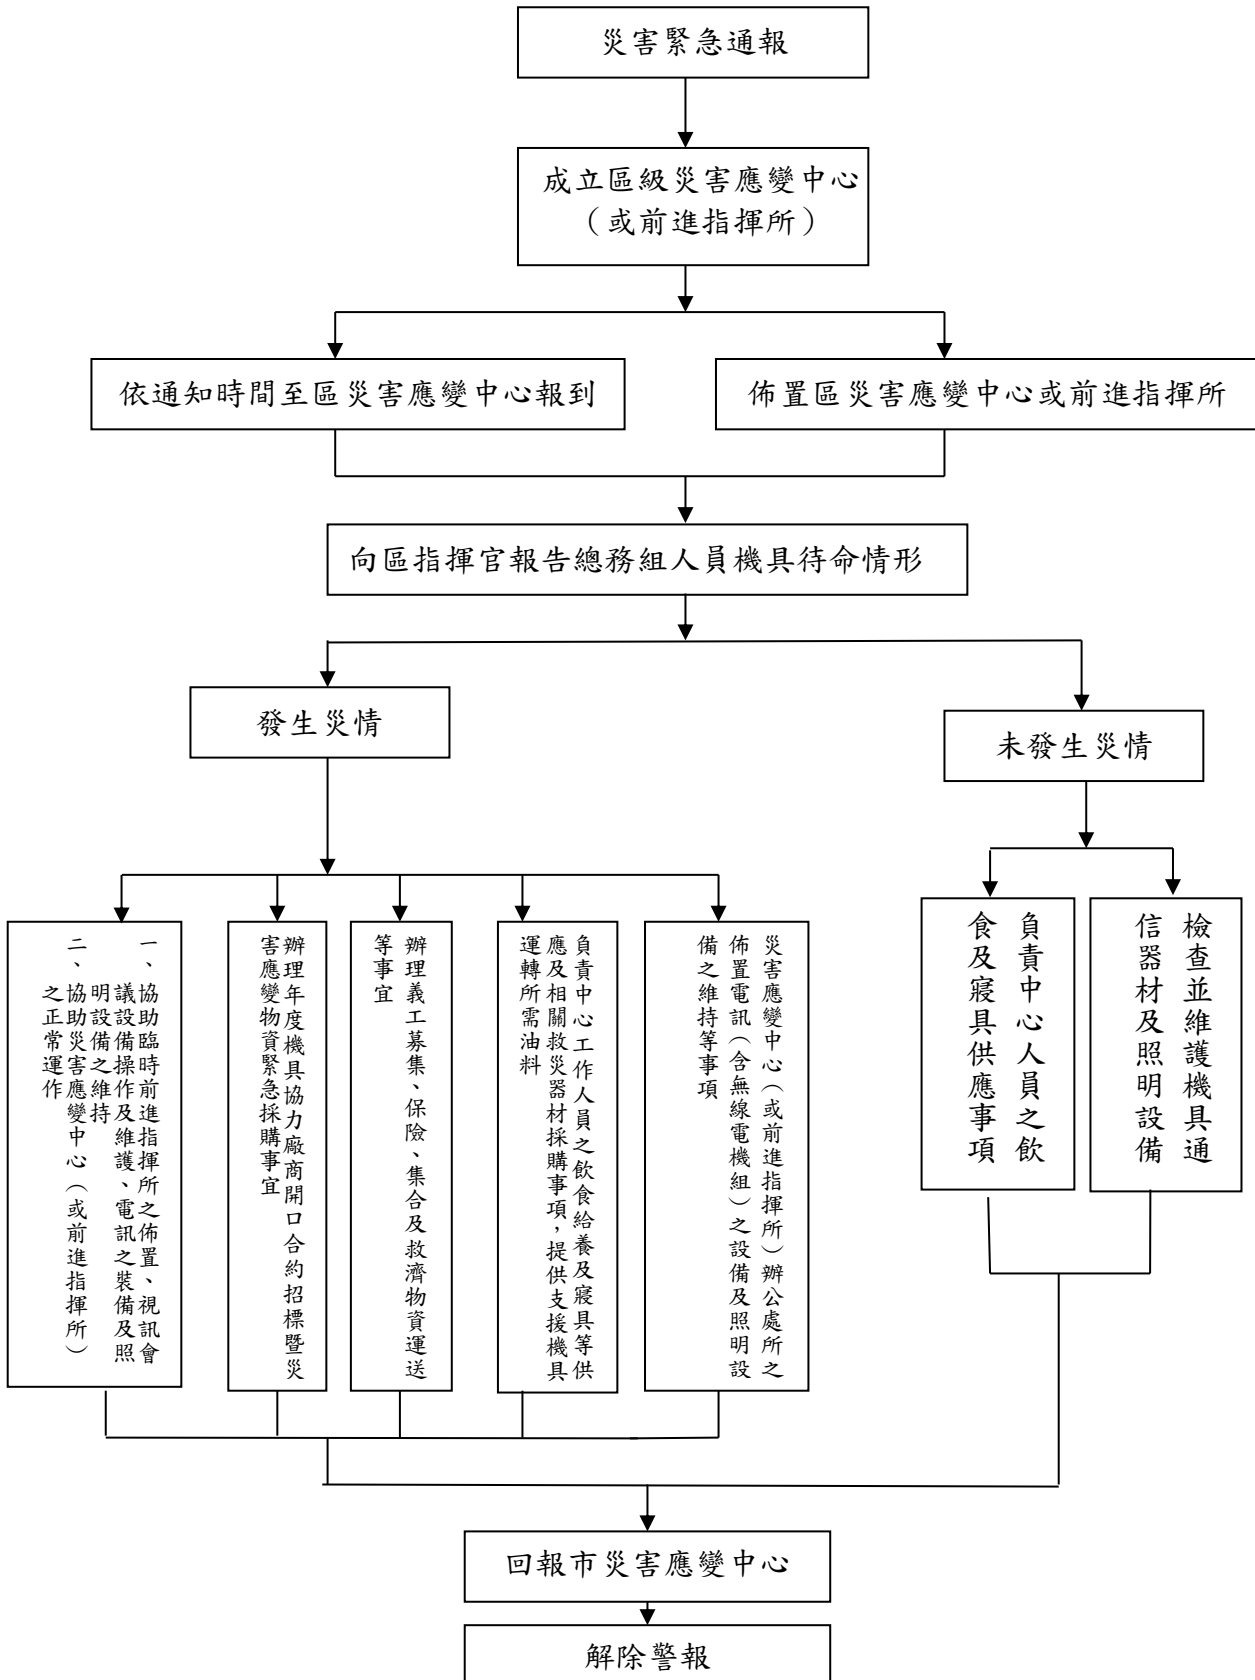 災害緊急通報
成立區級災害應變中心
（或前進指揮所）
依通知時間至區災害應變中心報到
佈置區災害應變中心或前進指揮所
向區指揮官報告總務組人員機具待命情形
發生災情
未發生災情
一、協助臨時前進指揮所之佈置、視訊會
議設備操作及維護、電訊之裝備及照
明設備之維持
二、協助災害應變中心（或前進指揮所）
之正常運作
辦理年度機具協力廠商開口合約招標暨災
害應變物資緊急採購事宜
辦理義工募集、保險、集合及救濟物資運送
等事宜
負責中心工作人員之飲食給養及寢具等供
應及相關救災器材採購事項，提供支援機具
運轉所需油料
災害應變中心（或前進指揮所）辦公處所之
佈置電訊（含無線電機組）之設備及照明設
備之維持等事項
負責中心人員之飲
食及寢具供應事項
檢查並維護機具通
信器材及照明設備
回報市災害應變中心
解除警報